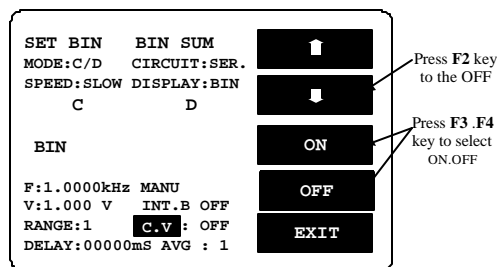 SET BIN BIN SUM
MODE:C/D CIRCUIT:SER.
SPEED:SLOW DISPLAY:BIN
C D
BIN
F:1.0000kHz MANU
V:1.000 V INT.B OFF
RANGE:1 C.V : OFF
DELAY:00000mS AVG : 1
ON
OFF
EXIT
Press F2 key
to the OFF
Press F3 .F4
key to select
ON.OFF